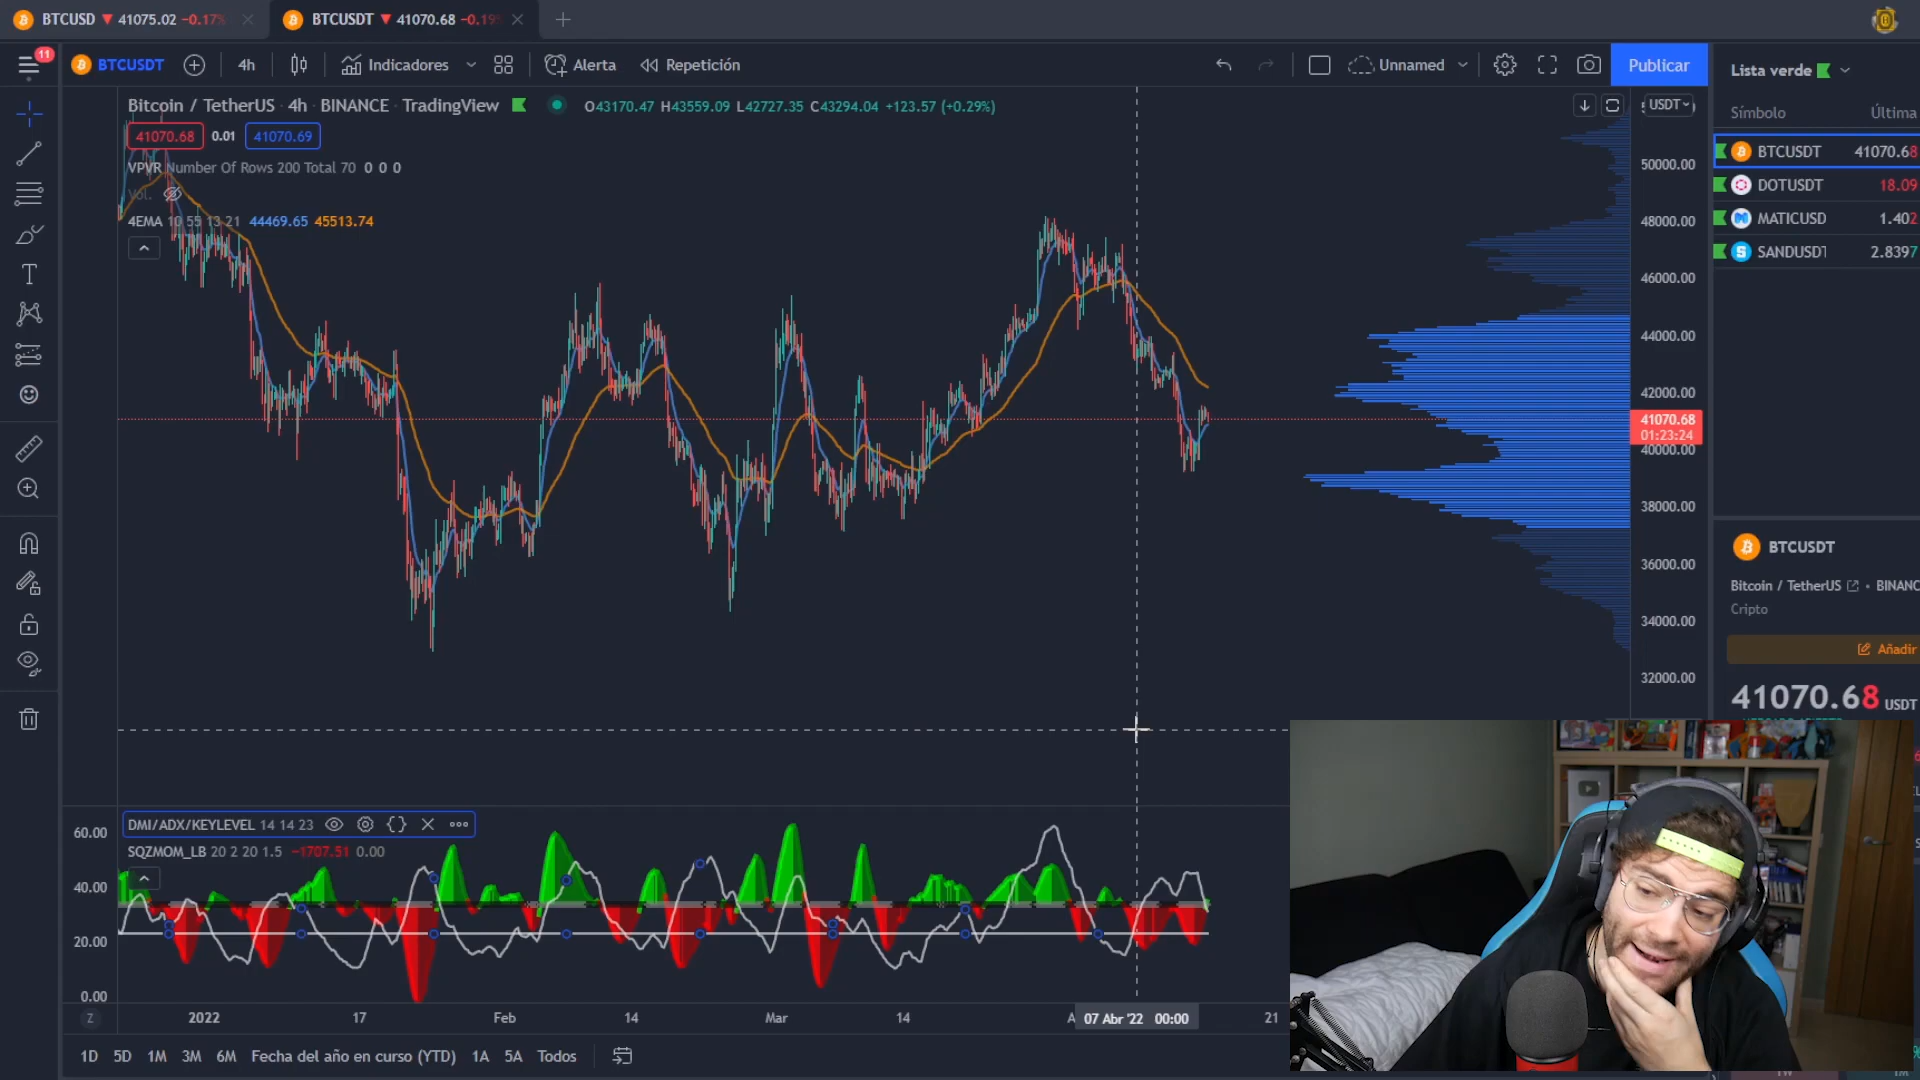 BTCUSD ▼ 41075.02 −0.17%
BTCUSDT ▼ 41070.68 −0.19%
11
BTCUSDT
4h
Indicadores
Alerta
Repetición
Unnamed
Publicar
Lista verde
Bitcoin / TetherUS · 4h · BINANCE · TradingView
O43170.47 H43559.09 L42727.35 C43294.04 +123.57 (+0.29%)
USDT
41070.68 0.01 41070.69
VPVR Number Of Rows 200 Total 70 0 0 0
Vol.
4EMA 10 55 13 21 44469.65 45513.74
Símbolo Última
BTCUSDT 41070.68
DOTUSDT 18.09
MATICUSD 1.402
SANDUSDT 2.8397
50000.00
48000.00
46000.00
44000.00
42000.00
41070.68
01:23:24
40000.00
38000.00
36000.00
34000.00
32000.00
BTCUSDT
Bitcoin / TetherUS · BINANC
Cripto
Añadir
41070.68 USDT
DMI/ADX/KEYLEVEL 14 14 23
SQZMOM_LB 20 2 20 1.5 −1707.51 0.00
60.00
40.00
20.00
0.00
Z
2022 17 Feb 14 Mar 14 A 07 Abr '22 00:00 21
1D 5D 1M 3M 6M Fecha del año en curso (YTD) 1A 5A Todos